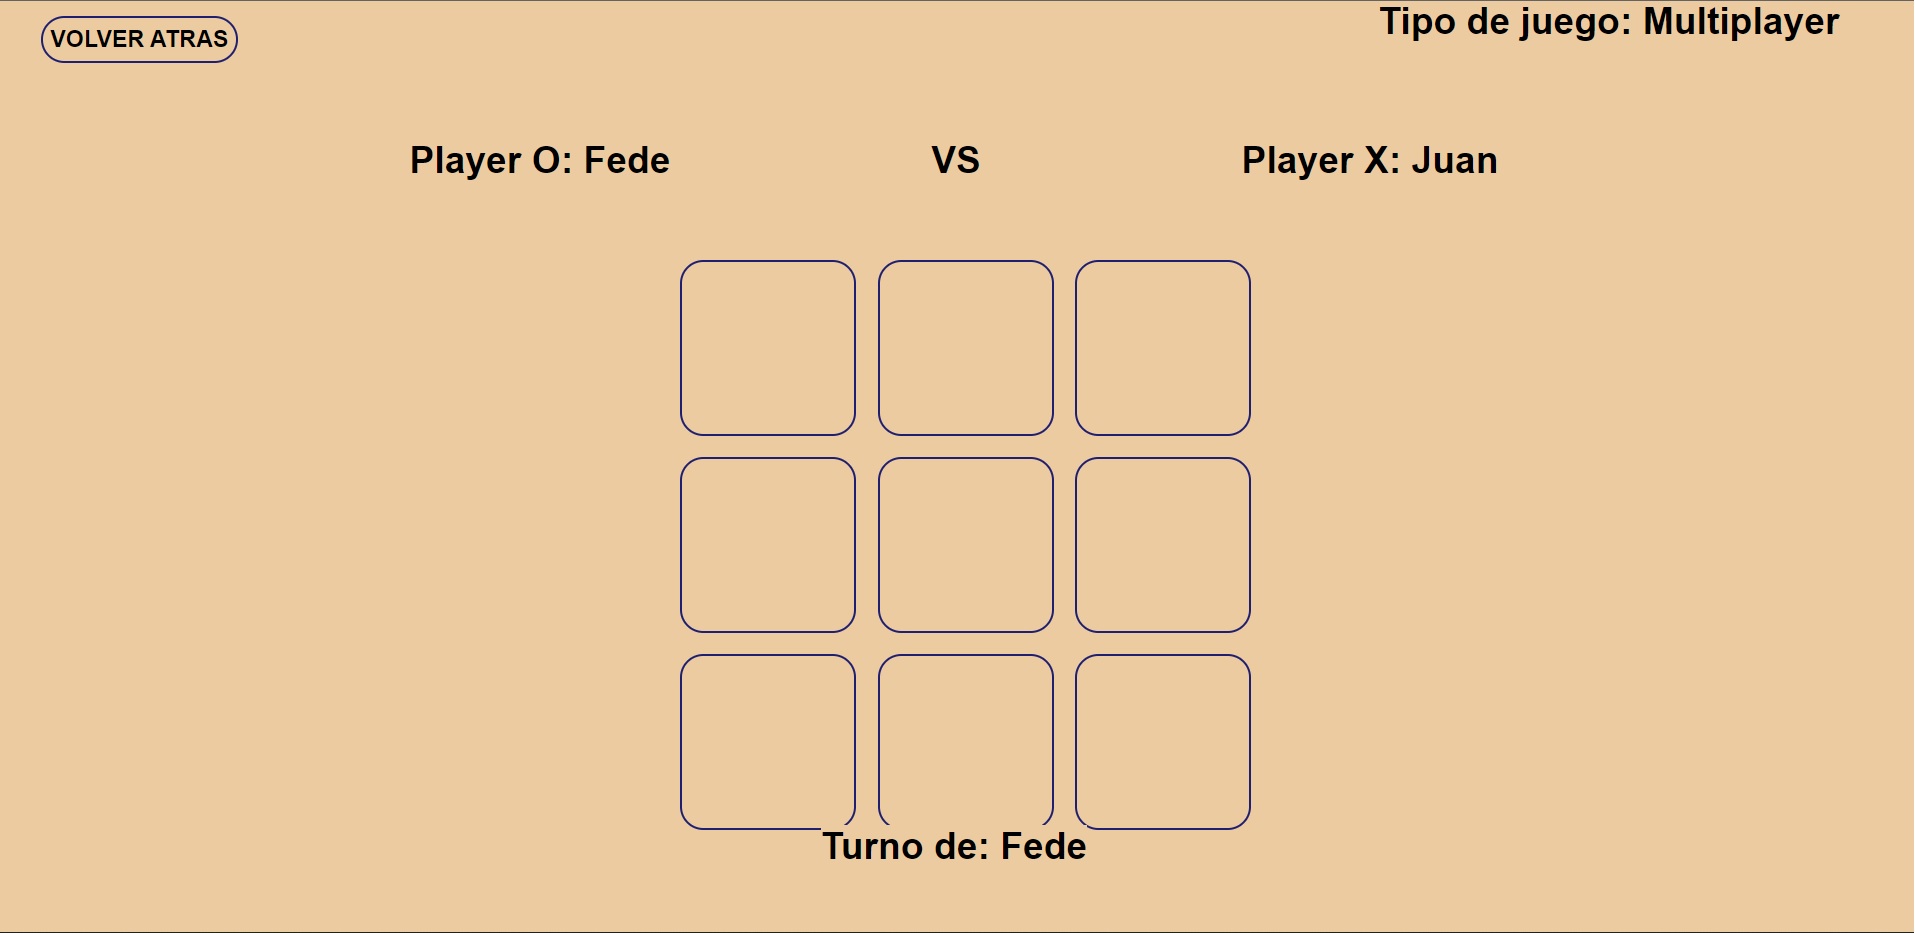 VOLVER ATRAS
Tipo de juego: Multiplayer
Player O: Fede
VS
Player X: Juan
Turno de: Fede